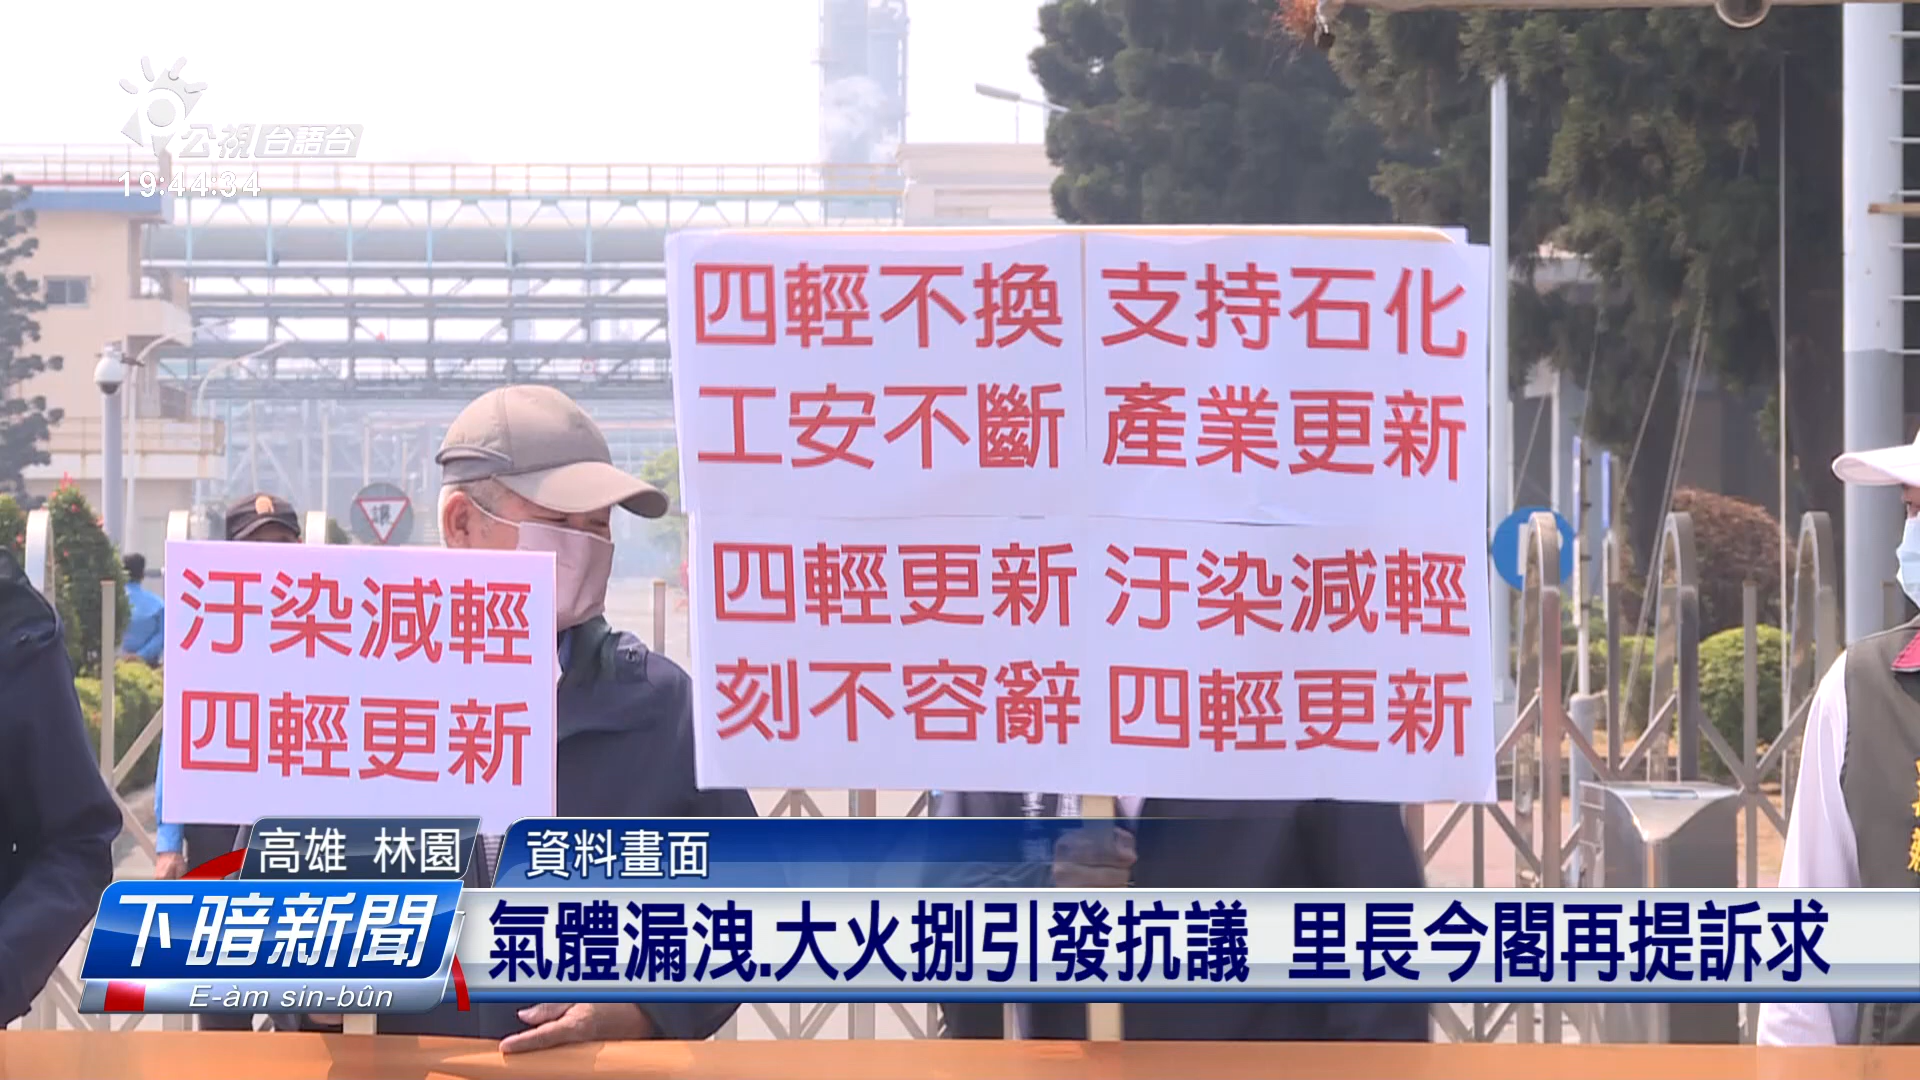 公視台語台
19:44:34
四輕不換
工安不斷
支持石化
產業更新
四輕更新
刻不容辭
汙染減輕
四輕更新
汙染減輕
四輕更新
高雄 林園
資料畫面
下暗新聞
E-àm sin-bûn
氣體漏洩.大火捌引發抗議 里長今閣再提訴求